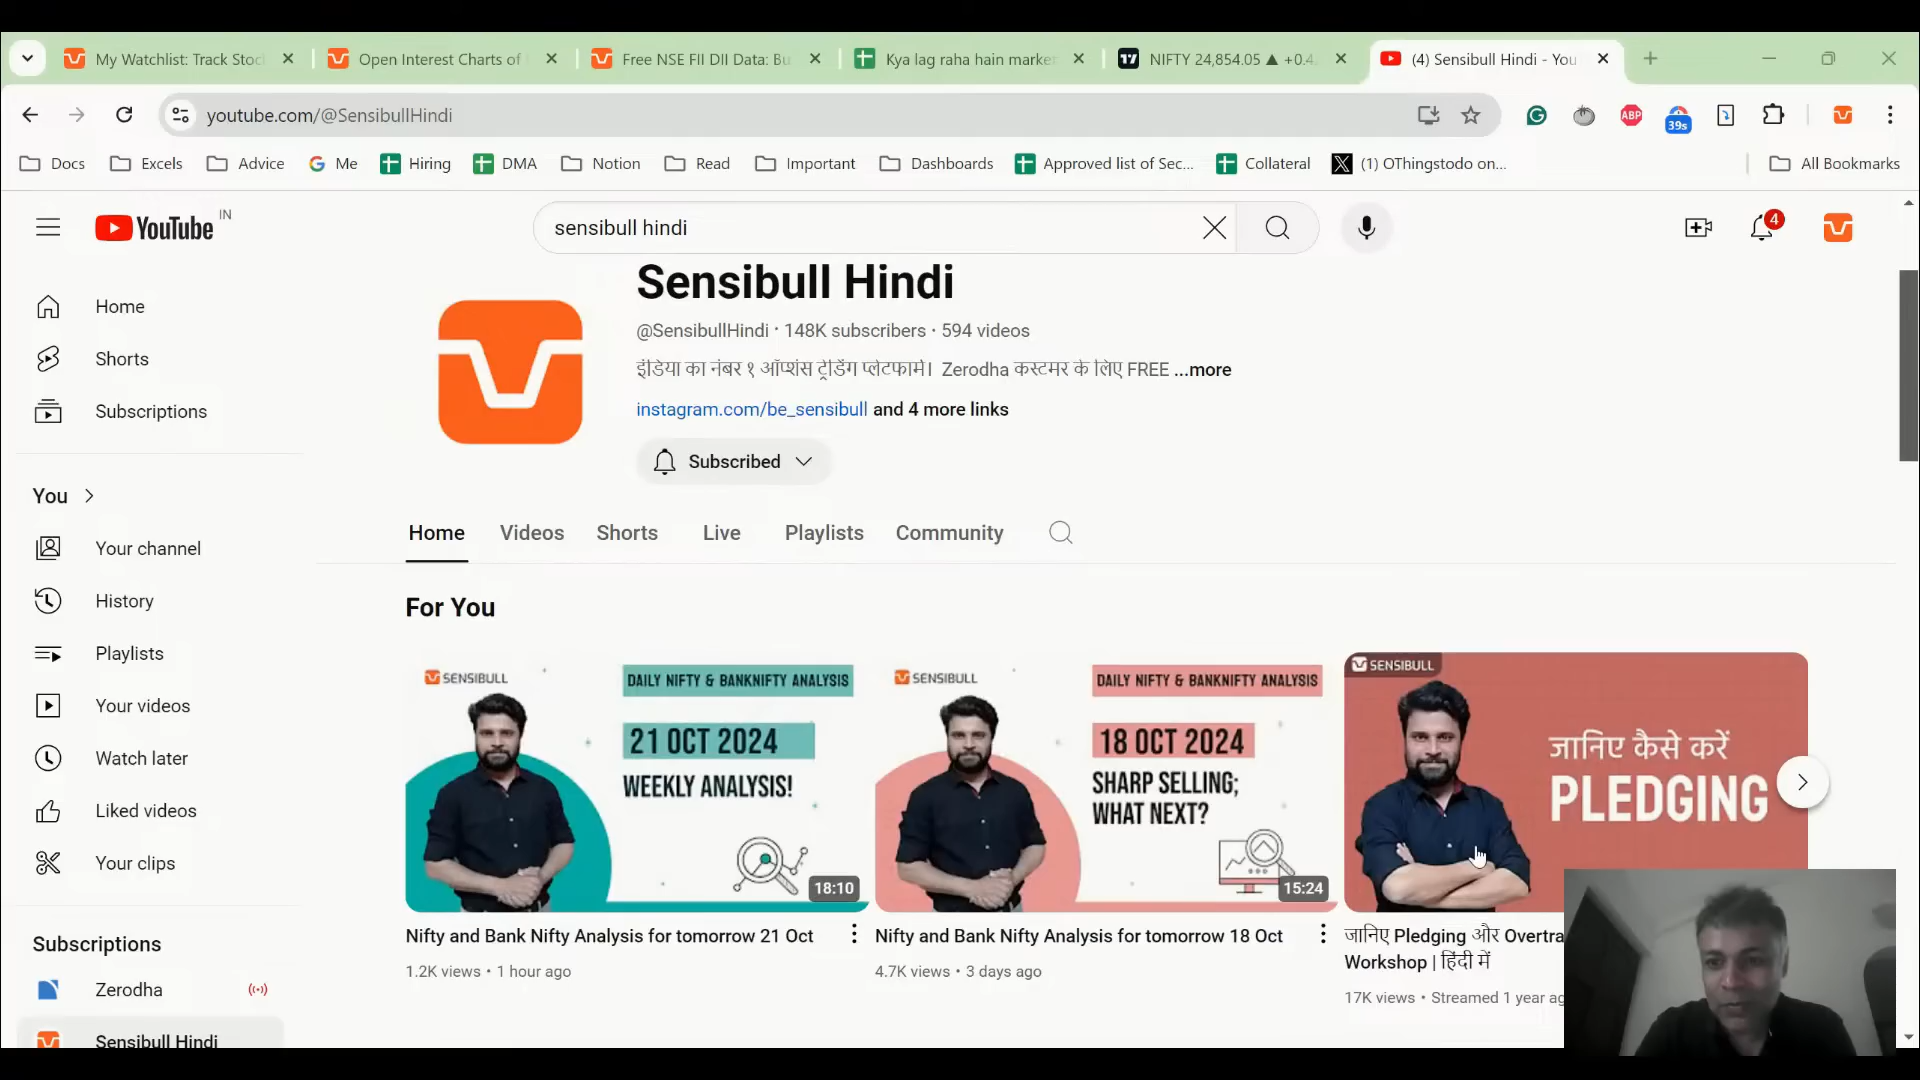 My Watchlist: Track Stoc
Open Interest Charts of
Free NSE FII DII Data: Bu
Kya lag raha hain marke
NIFTY 24,854.05 ▲ +0.4
(4) Sensibull Hindi - You
youtube.com/@SensibullHindi
39s
ABP
Docs
Excels
Advice
Me
Hiring
DMA
Notion
Read
Important
Dashboards
Approved list of Sec...
Collateral
(1) OThingstodo on...
All Bookmarks
YouTube IN
sensibull hindi
4
Home
Shorts
Subscriptions
You
Your channel
History
Playlists
Your videos
Watch later
Liked videos
Your clips
Subscriptions
Zerodha
Sensibull Hindi
Sensibull Hindi
@SensibullHindi • 148K subscribers • 594 videos
इंडिया का नंबर १ ऑप्शंस ट्रेडिंग प्लेटफार्म। Zerodha कस्टमर के लिए FREE ...more
instagram.com/be_sensibull and 4 more links
Subscribed
Home Videos Shorts Live Playlists Community
For You
SENSIBULL
DAILY NIFTY & BANKNIFTY ANALYSIS
21 OCT 2024
WEEKLY ANALYSIS!
18:10
Nifty and Bank Nifty Analysis for tomorrow 21 Oct
1.2K views • 1 hour ago
SENSIBULL
DAILY NIFTY & BANKNIFTY ANALYSIS
18 OCT 2024
SHARP SELLING;
WHAT NEXT?
15:24
Nifty and Bank Nifty Analysis for tomorrow 18 Oct
4.7K views • 3 days ago
SENSIBULL
जानिए कैसे करें
PLEDGING
जानिए Pledging और Overtra
Workshop | हिंदी में
17K views • Streamed 1 year ag